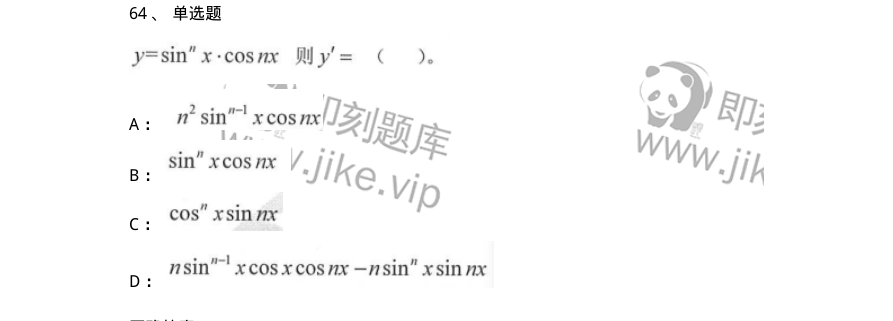 64 、 单选题
y=sinⁿ x · cos nx 则 y′ = （ ）。
A： n² sinⁿ⁻¹ x cos nx
即刻题库
B： sinⁿ x cos nx
.jike.vip
C： cosⁿ x sin nx
D： n sinⁿ⁻¹ x cos x cos nx − n sinⁿ x sin nx
即刻
www.jik